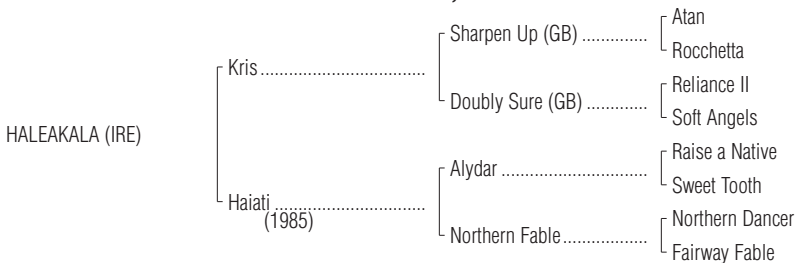 Atan
Sharpen Up (GB) ..............
Rocchetta
Kris.................................
Reliance II
Doubly Sure (GB) .............
Soft Angels
HALEAKALA (IRE)
Raise a Native
Alydar ...............................
Sweet Tooth
Haiati ...............................
(1985)
Northern Dancer
Northern Fable..................
Fairway Fable